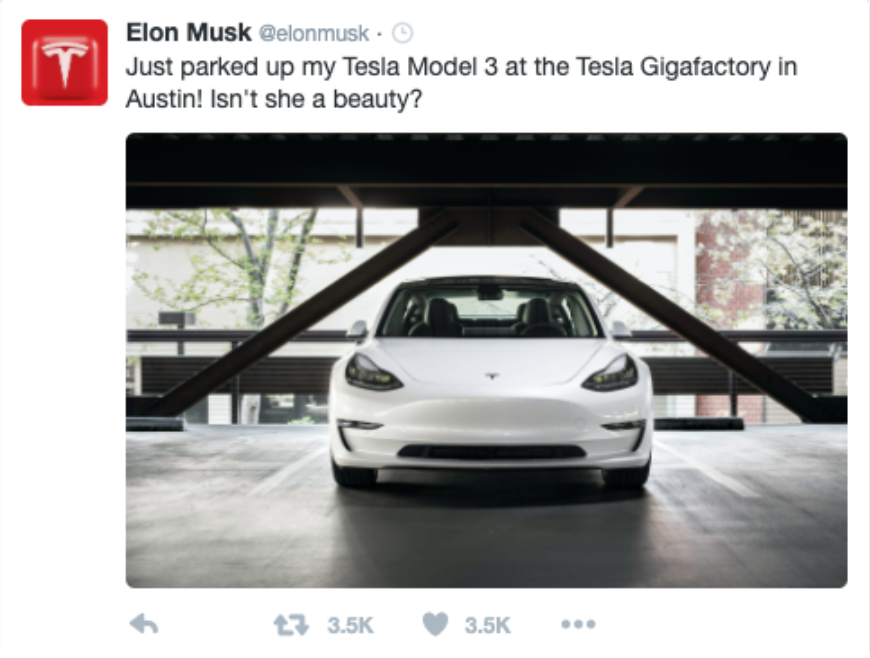 Elon Musk @elonmusk ·
Just parked up my Tesla Model 3 at the Tesla Gigafactory in
Austin! Isn't she a beauty?
3.5K 3.5K